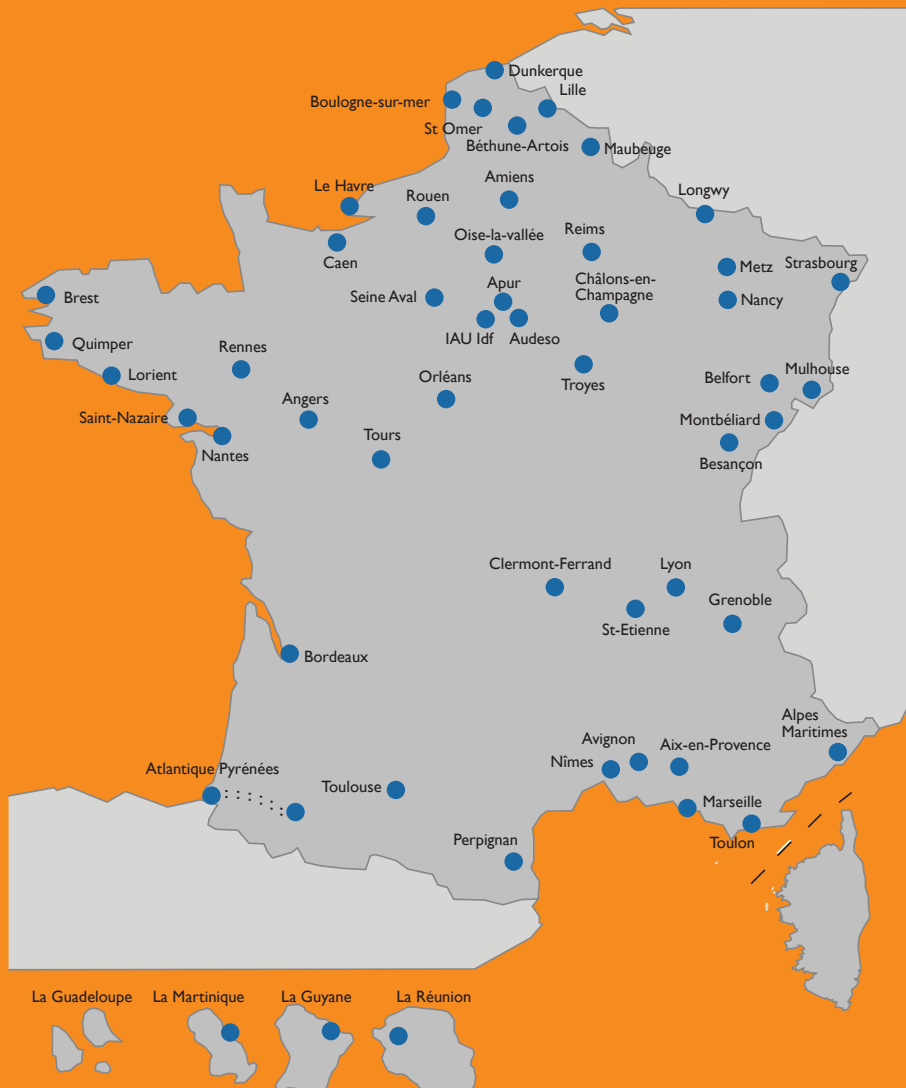 Dunkerque
Lille
Boulogne-sur-mer
St Omer
Béthune-Artois
Maubeuge
Amiens
Le Havre
Rouen
Longwy
Oise-la-vallée
Reims
Caen
Metz
Strasbourg
Apur
Châlons-en-
Champagne
Seine Aval
Nancy
Brest
IAU Idf
Audeso
Quimper
Rennes
Lorient
Orléans
Troyes
Belfort
Mulhouse
Angers
Saint-Nazaire
Montbéliard
Nantes
Tours
Besançon
Clermont-Ferrand
Lyon
Grenoble
St-Etienne
Bordeaux
Alpes
Maritimes
Avignon
Aix-en-Provence
Nîmes
Atlantique Pyrénées
Toulouse
Marseille
Toulon
Perpignan
La Guadeloupe
La Martinique
La Guyane
La Réunion